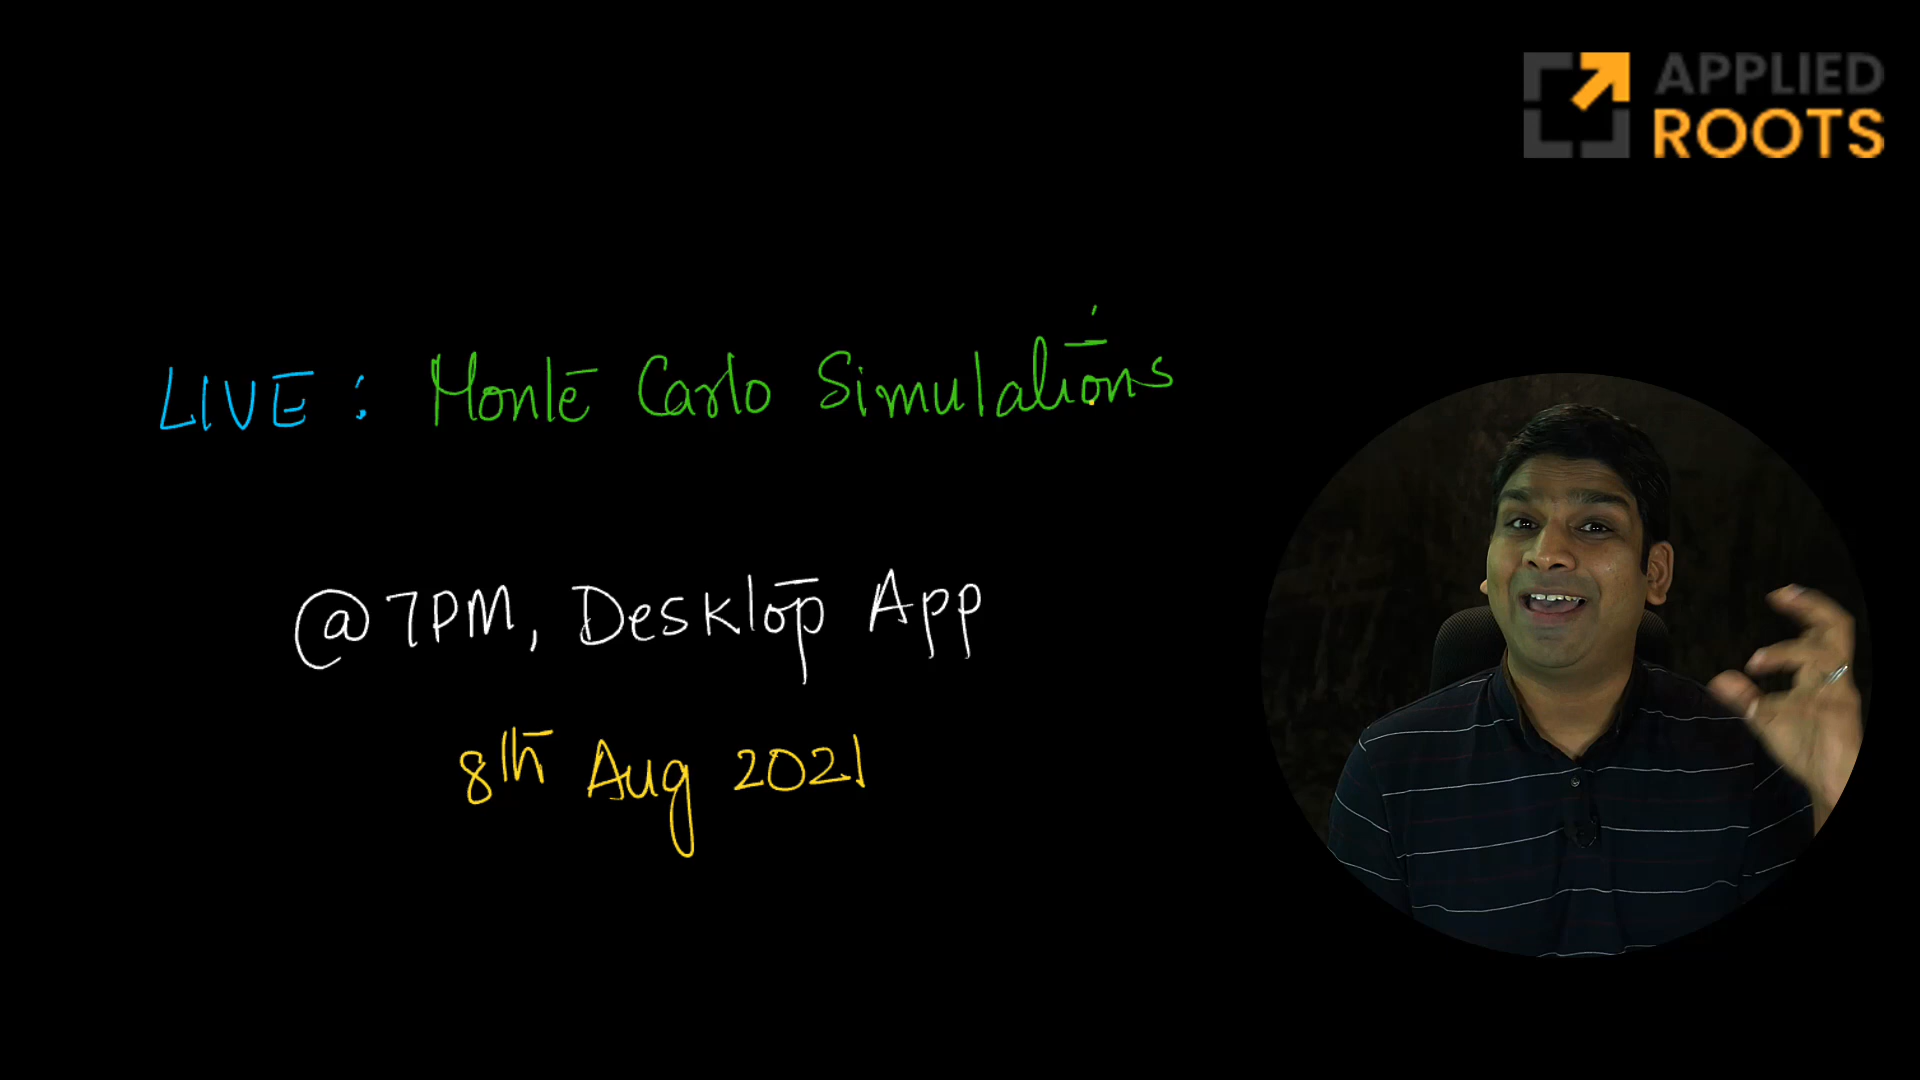 APPLIED
ROOTS
LIVE : Monte Carlo Simulations
@ 7PM, Desktop App
8th Aug 2021